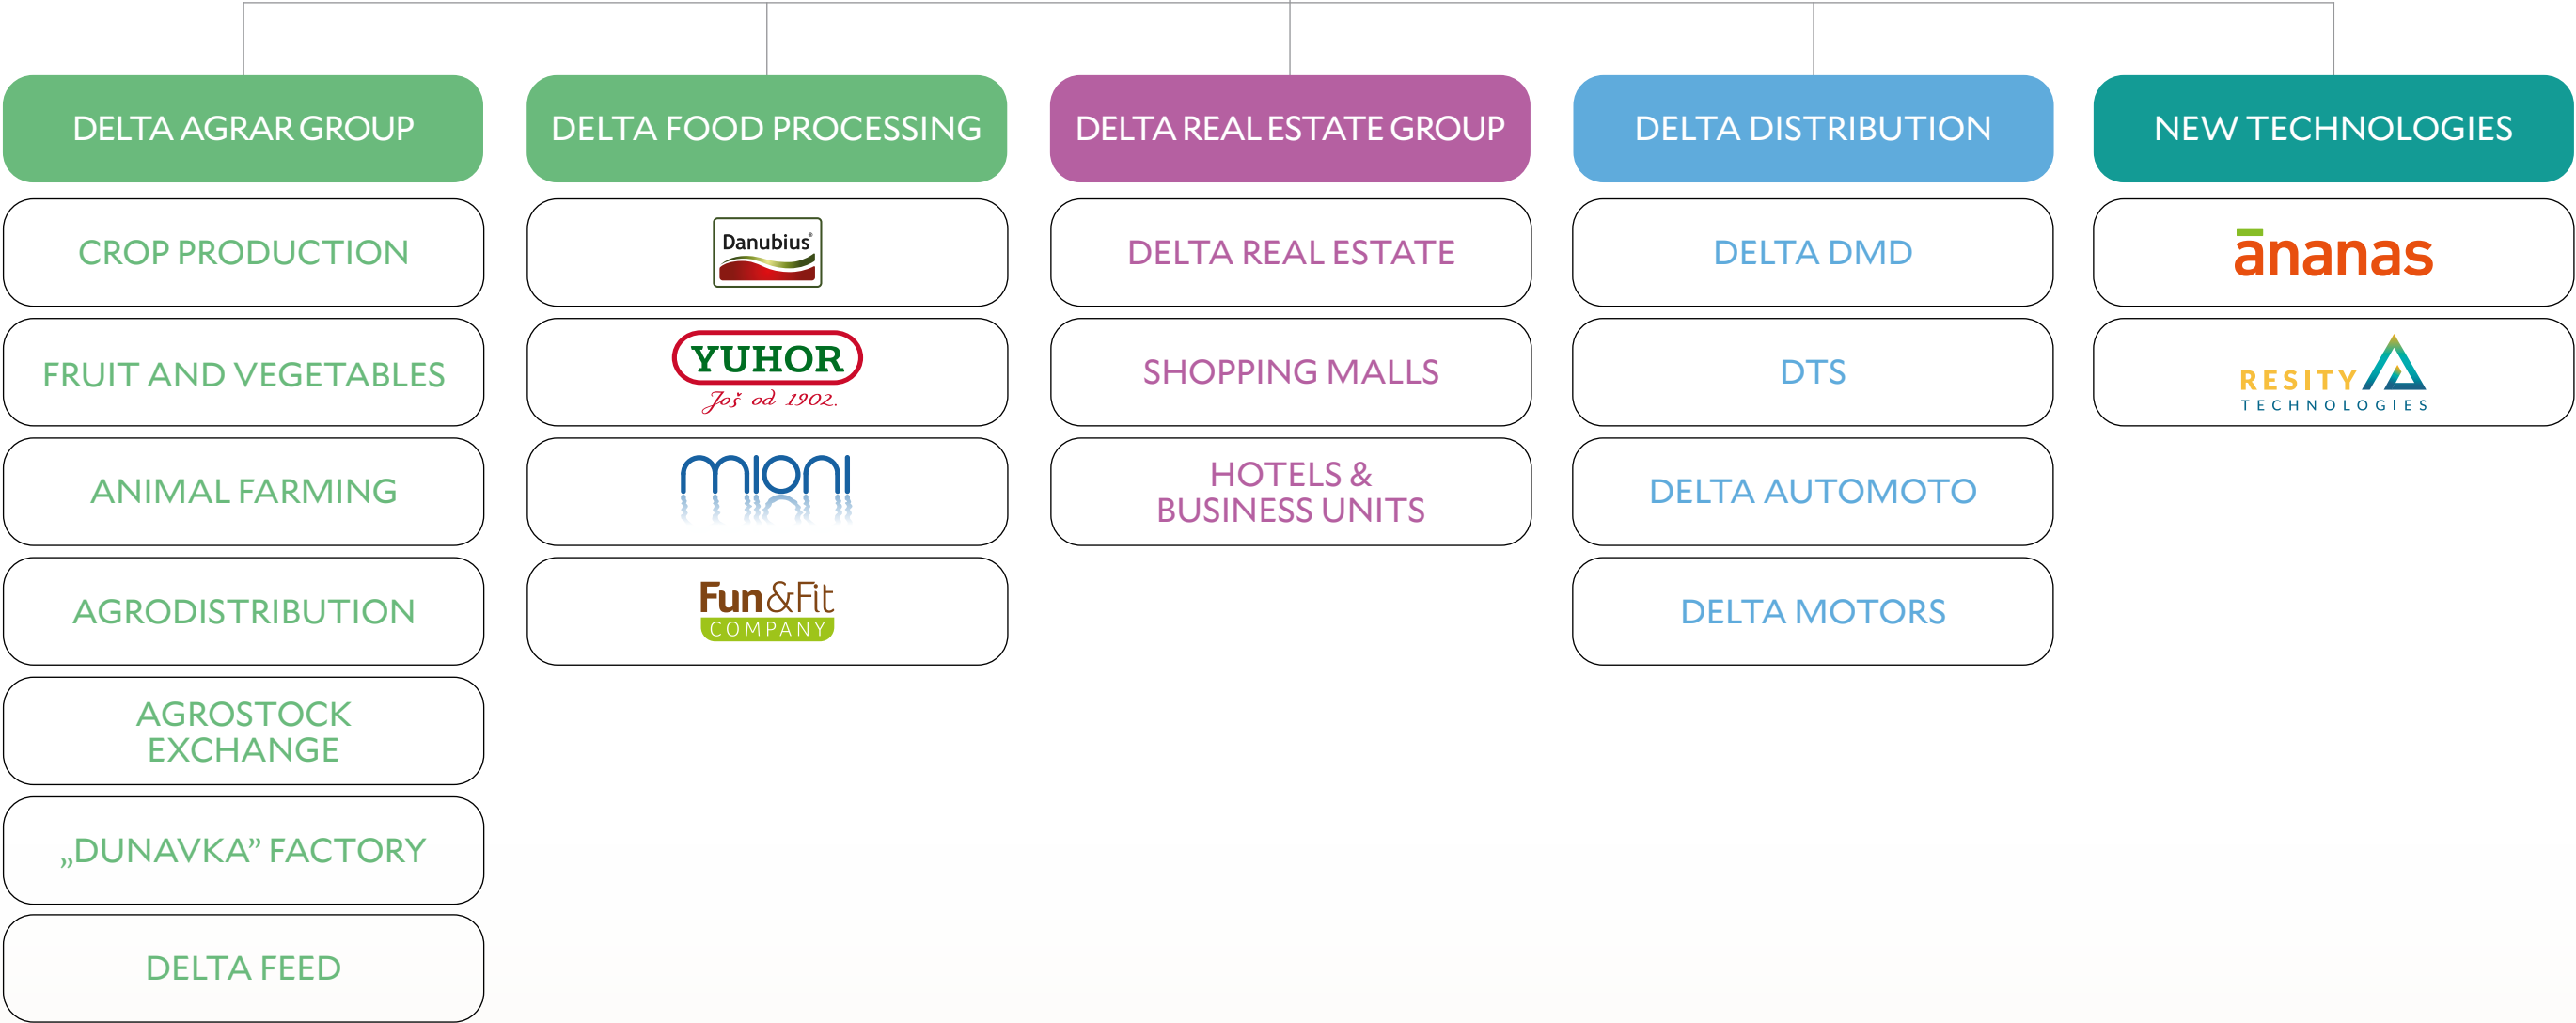 DELTA AGRAR GROUP
CROP PRODUCTION
FRUIT AND VEGETABLES
ANIMAL FARMING
AGRODISTRIBUTION
AGROSTOCK
EXCHANGE
„DUNAVKA” FACTORY
DELTA FEED
DELTA FOOD PROCESSING
Danubius®
YUHOR
Još od 1902.
mioni
Fun&Fit
COMPANY
DELTA REAL ESTATE GROUP
DELTA REAL ESTATE
SHOPPING MALLS
HOTELS &
BUSINESS UNITS
DELTA DISTRIBUTION
DELTA DMD
DTS
DELTA AUTOMOTO
DELTA MOTORS
NEW TECHNOLOGIES
ānanas
RESITY
TECHNOLOGIES